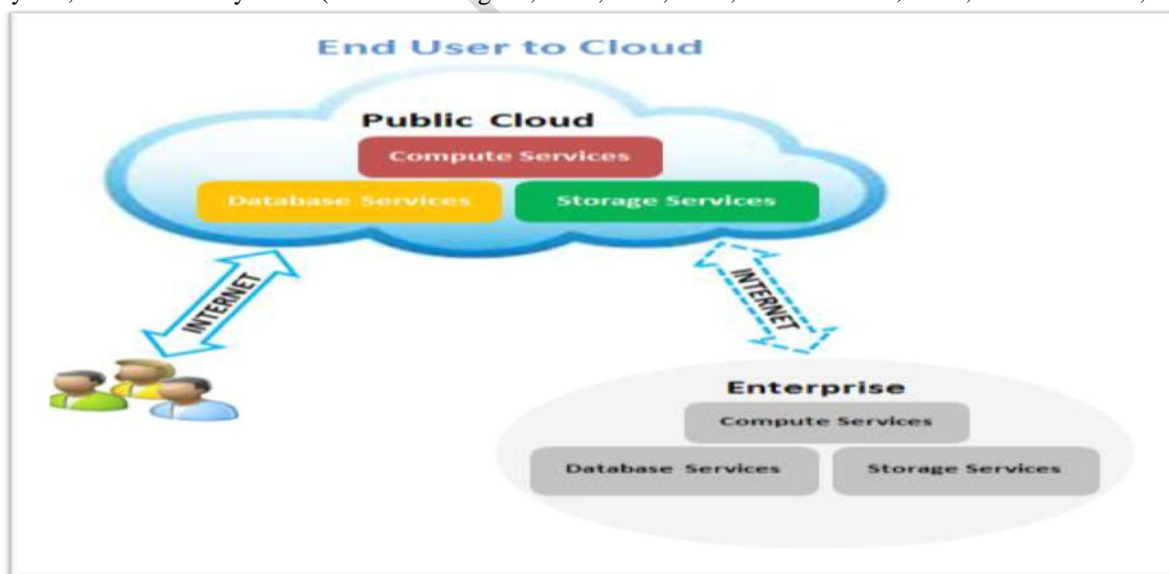 End User to Cloud
Public Cloud
Compute Services
Database Services
Storage Services
INTERNET
INTERNET
Enterprise
Compute Services
Database Services
Storage Services